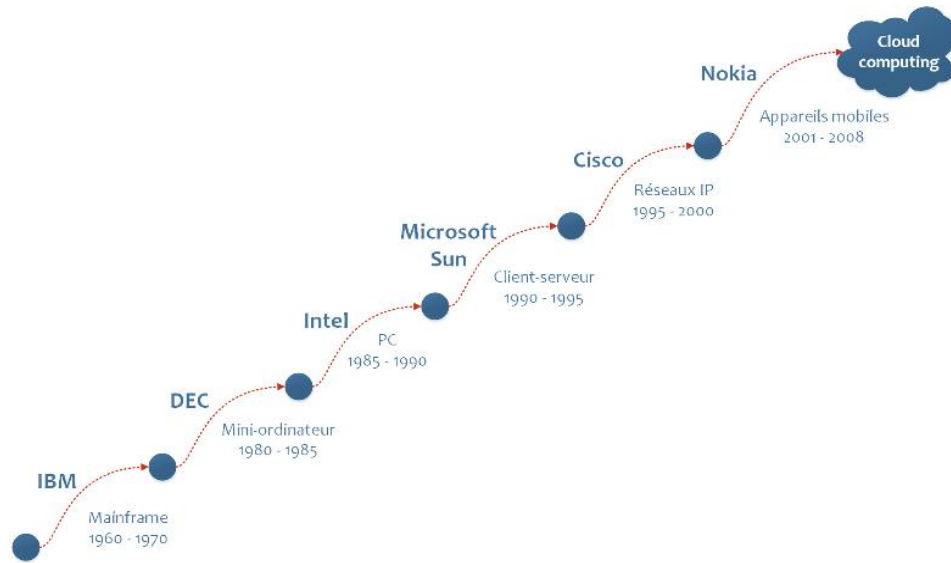 Cloud
computing
Nokia
Appareils mobiles
2001 - 2008
Cisco
Réseaux IP
1995 - 2000
Microsoft
Sun
Client-serveur
1990 - 1995
Intel
PC
1985 - 1990
DEC
Mini-ordinateur
1980 - 1985
IBM
Mainframe
1960 - 1970